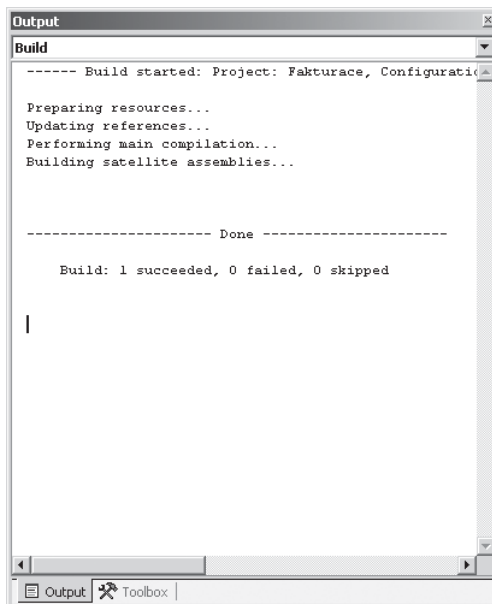 Output
Build
------ Build started: Project: Fakturace, Configuratio
Preparing resources...
Updating references...
Performing main compilation...
Building satellite assemblies...
---------------------- Done ----------------------
Build: 1 succeeded, 0 failed, 0 skipped
Output Toolbox